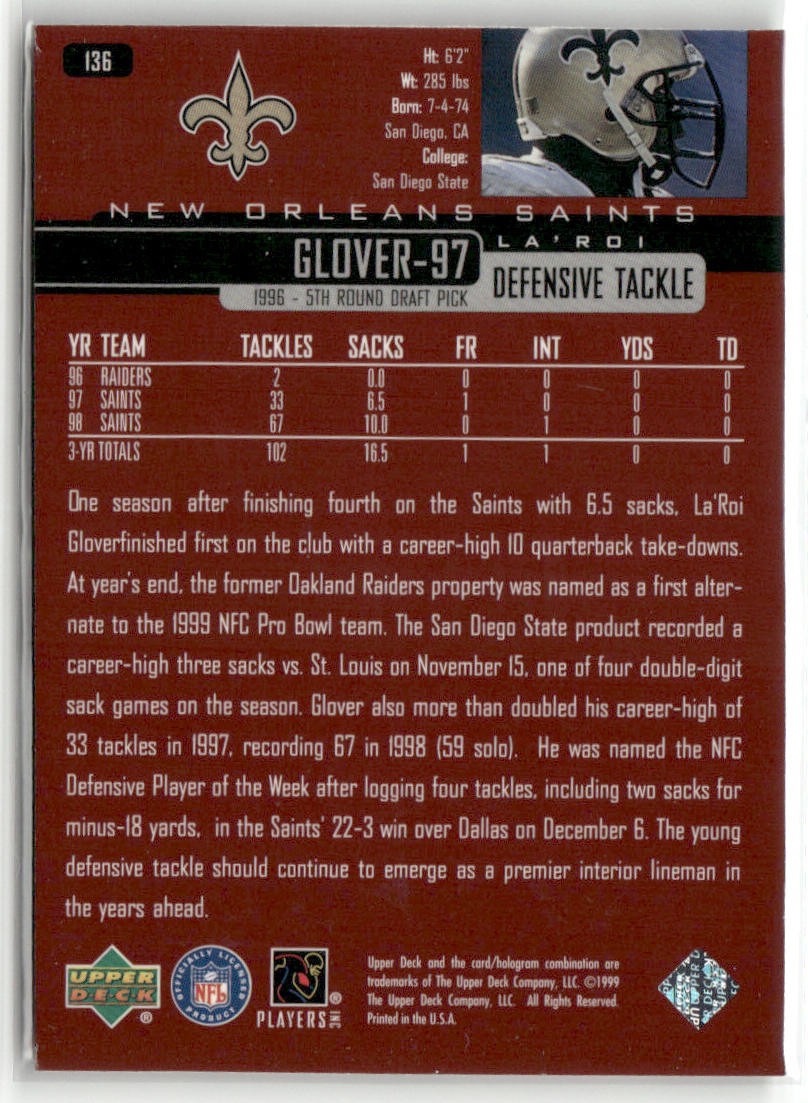 136
Ht: 6'2"
Wt: 285 lbs
Born: 7-4-74
San Diego, CA
College:
San Diego State
NEW ORLEANS SAINTS
LA'ROI
GLOVER-97
DEFENSIVE TACKLE
1996 - 5TH ROUND DRAFT PICK
YR TEAM TACKLES SACKS FR INT YDS TD
96 RAIDERS 2 0.0 0 0 0 0
97 SAINTS 33 6.5 1 0 0 0
98 SAINTS 67 10.0 0 1 0 0
3-YR TOTALS 102 16.5 1 1 0 0
One season after finishing fourth on the Saints with 6.5 sacks, La'Roi
Gloverfinished first on the club with a career-high 10 quarterback take-downs.
At year's end, the former Oakland Raiders property was named as a first alter-
nate to the 1999 NFC Pro Bowl team. The San Diego State product recorded a
career-high three sacks vs. St. Louis on November 15, one of four double-digit
sack games on the season. Glover also more than doubled his career-high of
33 tackles in 1997, recording 67 in 1998 (59 solo). He was named the NFC
Defensive Player of the Week after logging four tackles, including two sacks for
minus-18 yards, in the Saints' 22-3 win over Dallas on December 6. The young
defensive tackle should continue to emerge as a premier interior lineman in
the years ahead.
UPPER
DECK
®
OFFICIALLY LICENSED
NFL
PRODUCT
PLAYERS INC
®
Upper Deck and the card/hologram combination are
trademarks of The Upper Deck Company, LLC. ©1999
The Upper Deck Company, LLC. All Rights Reserved.
Printed in the U.S.A.